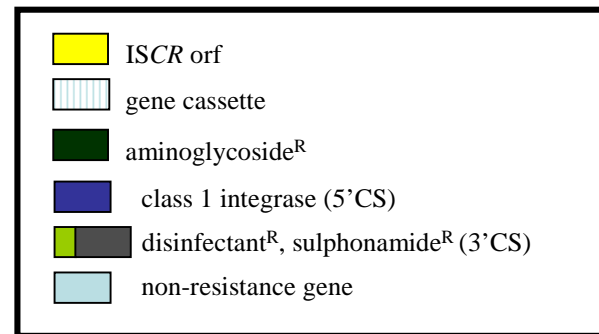 ISCR orf
gene cassette
aminoglycosideᴿ
class 1 integrase (5’CS)
disinfectantᴿ, sulphonamideᴿ (3’CS)
non-resistance gene